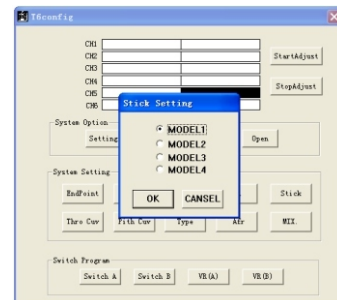 T6config
CH1
CH2
StartAdjust
CH3
CH4
StopAdjust
CH5
CH6
Stick Setting
System Option
Setting
Open
MODEL1
MODEL2
MODEL3
MODEL4
System Setting
EndPoint
Stick
OK
CANSEL
Thro Cuv
Pith Cuv
Type
Afr
MIX.
Switch Program
Switch A
Switch B
VR(A)
VR(B)